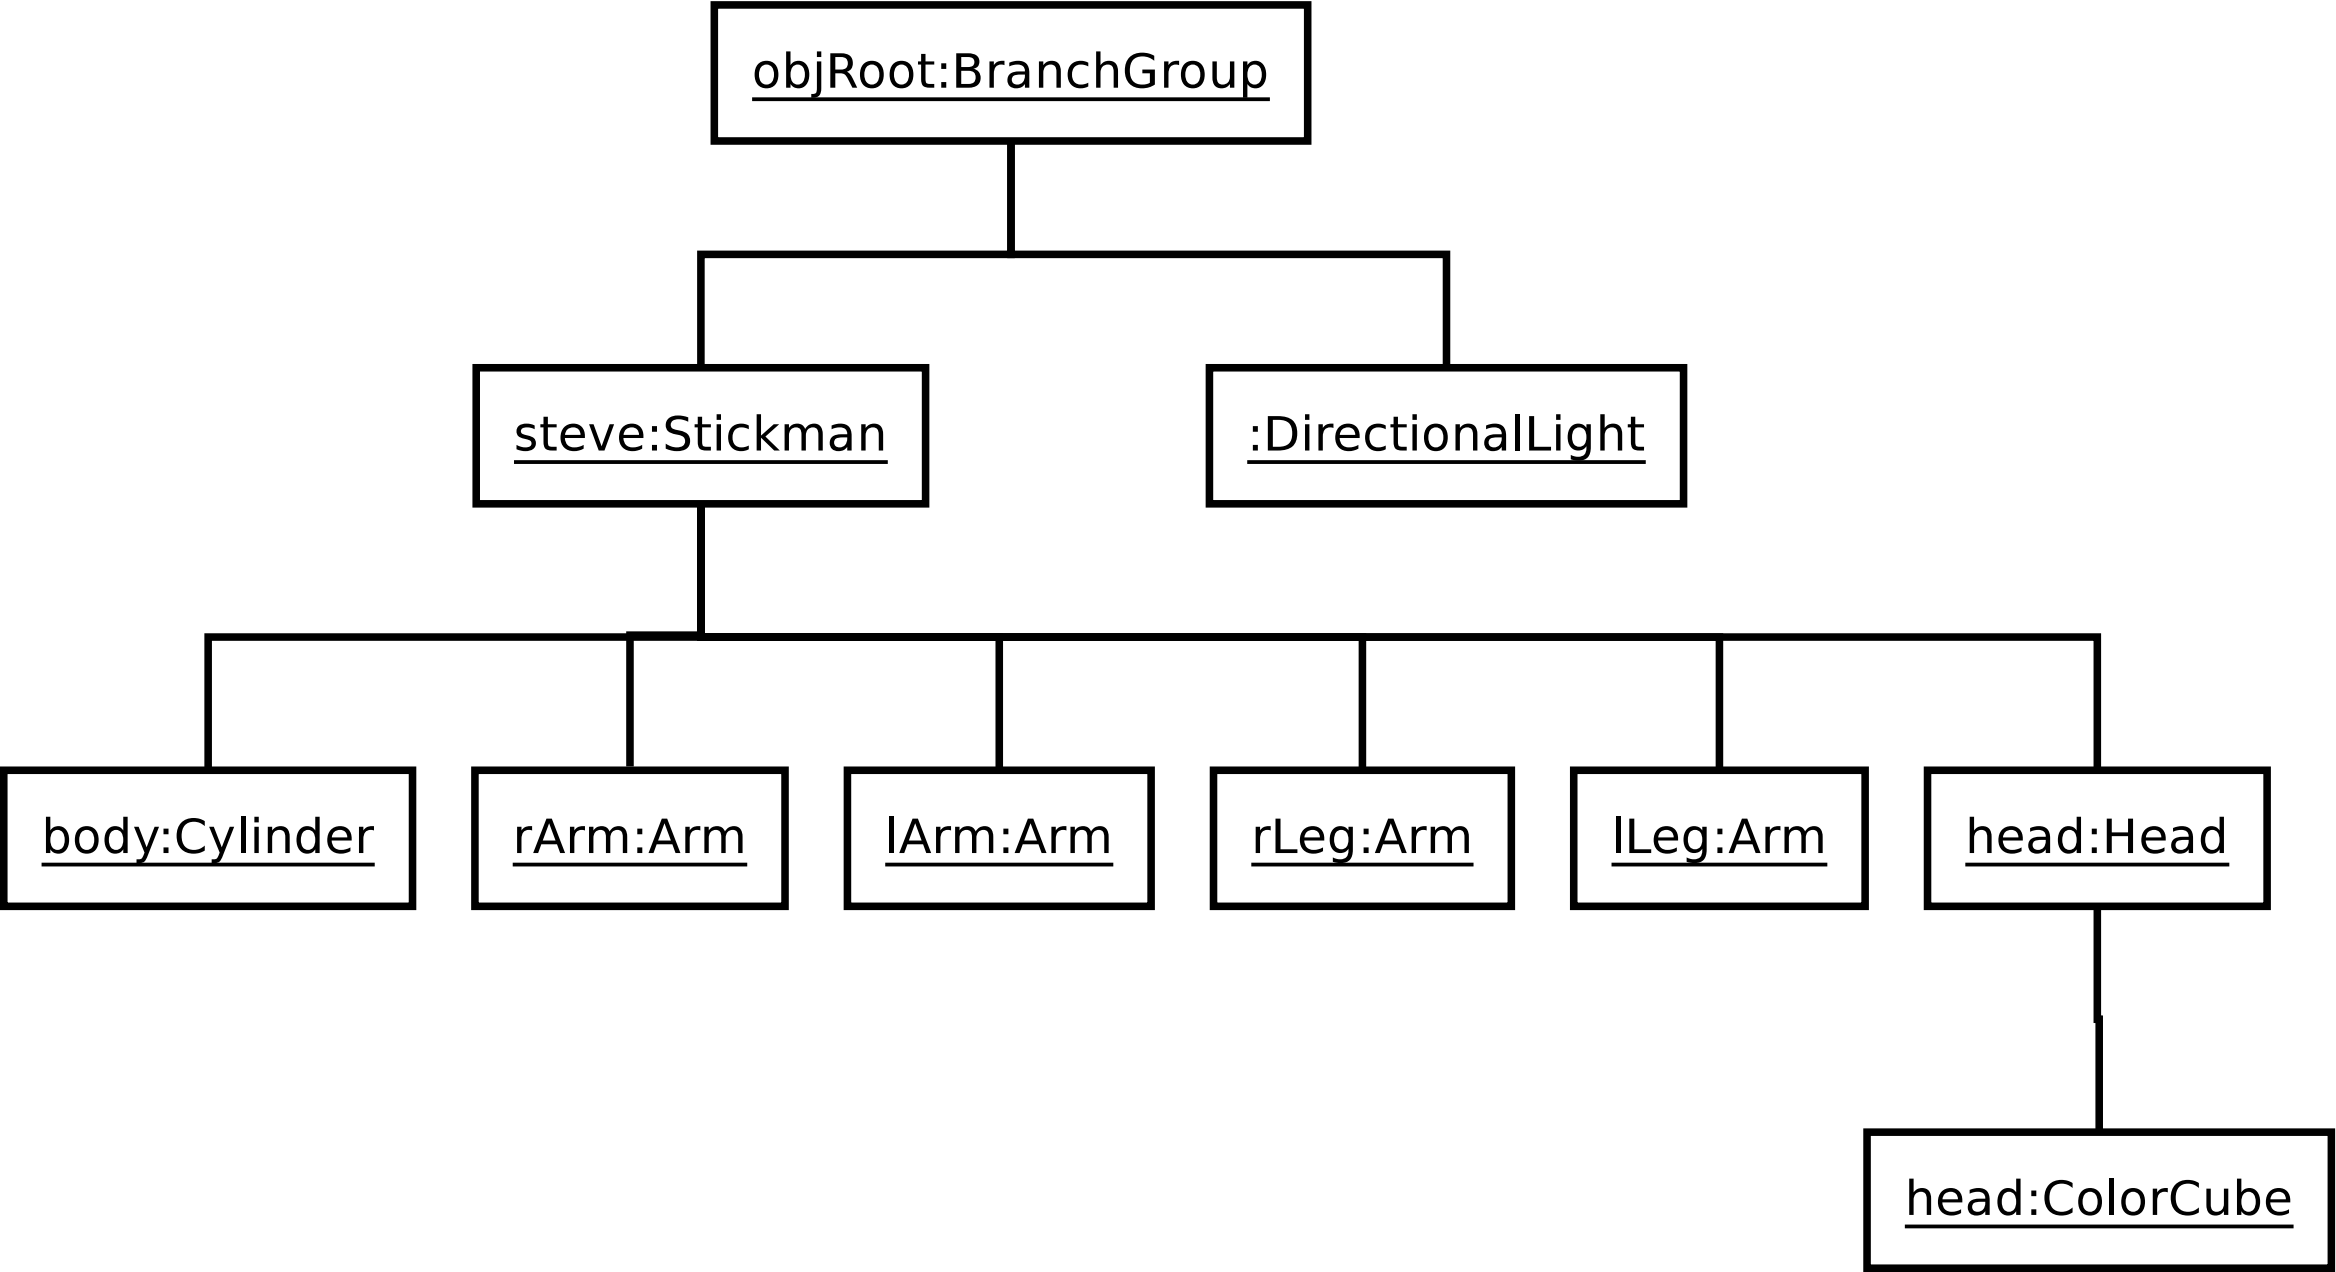 objRoot:BranchGroup
steve:Stickman
:DirectionalLight
body:Cylinder
rArm:Arm
lArm:Arm
rLeg:Arm
lLeg:Arm
head:Head
head:ColorCube